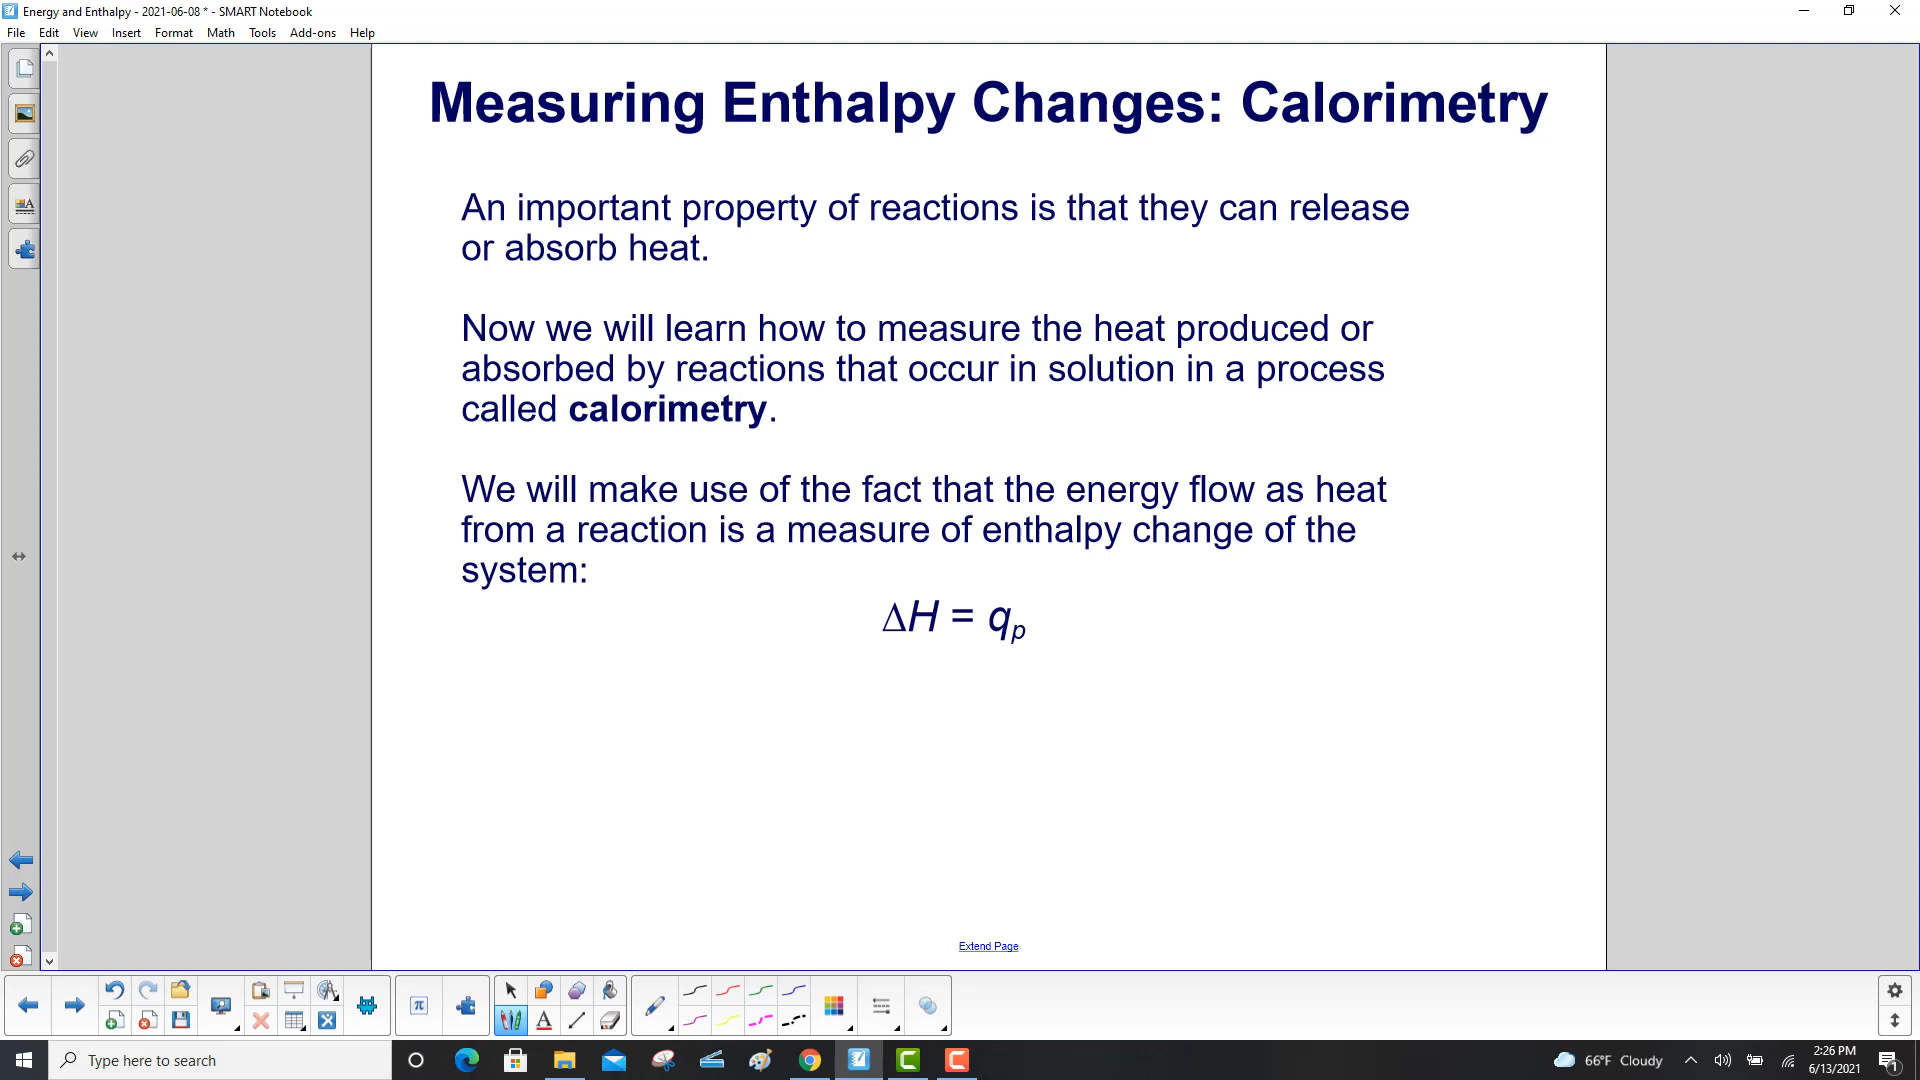 Energy and Enthalpy - 2021-06-08 * - SMART Notebook
File Edit View Insert Format Math Tools Add-ons Help
Measuring Enthalpy Changes: Calorimetry
An important property of reactions is that they can release
or absorb heat.
Now we will learn how to measure the heat produced or
absorbed by reactions that occur in solution in a process
called calorimetry.
We will make use of the fact that the energy flow as heat
from a reaction is a measure of enthalpy change of the
system:
ΔH = qₚ
Extend Page
π
A
Type here to search
66°F Cloudy
2:26 PM
6/13/2021
1